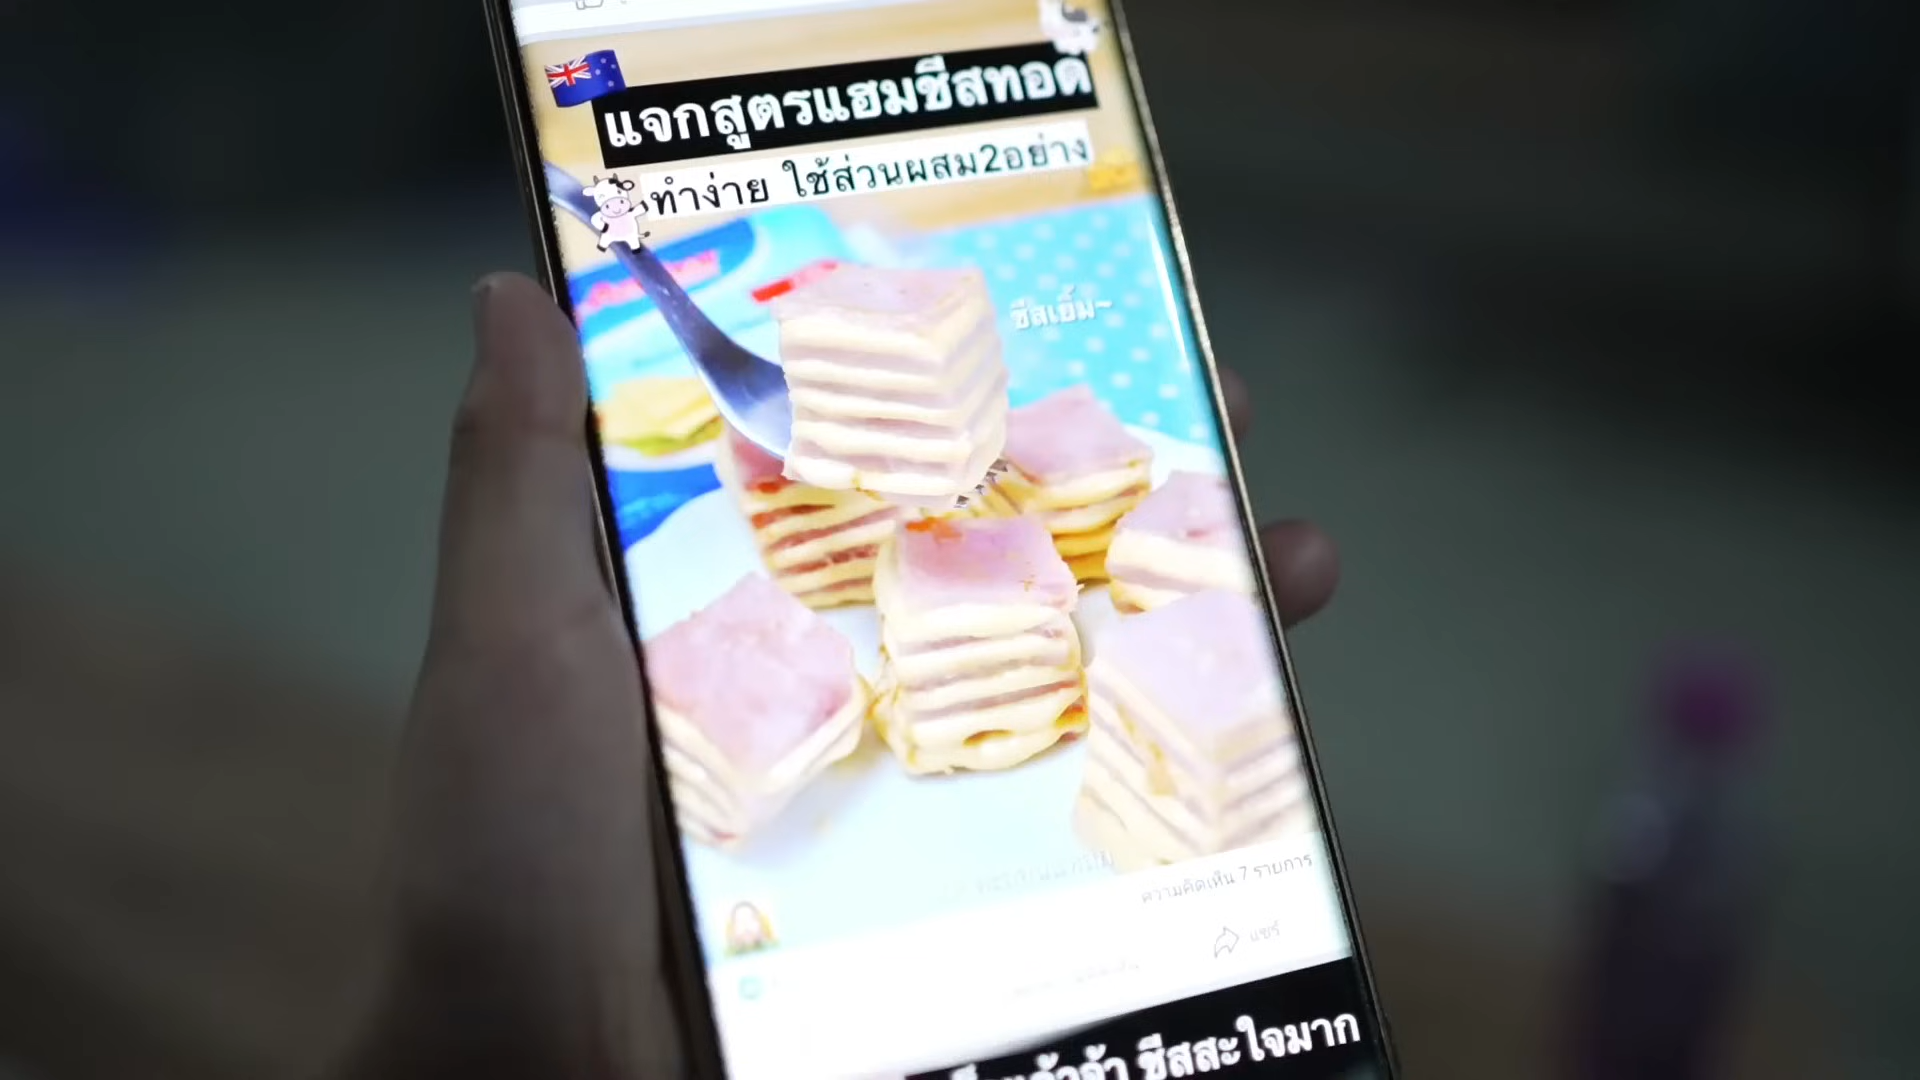 แจกสูตรแฮมชีสทอด
ทำง่าย ใช้ส่วนผสม2อย่าง
ชีสเยิ้ม~
ความคิดเห็น 7 รายการ
แชร์
ชีสสะใจมาก